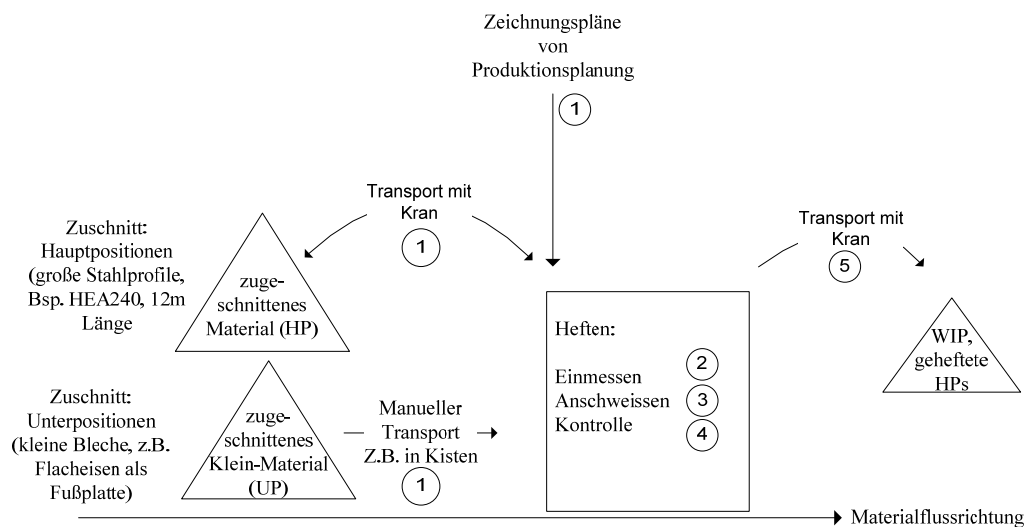 Zeichnungspläne
von
Produktionsplanung
1
Transport mit
Kran
1
Transport mit
Kran
5
Zuschnitt:
Hauptpositionen
(große Stahlprofile,
Bsp. HEA240, 12m
Länge
zuge-
schnittenes
Material (HP)
Heften:
Einmessen
2
Anschweissen
3
Kontrolle
4
WIP,
geheftete
HPs
Zuschnitt:
Unterpositionen
(kleine Bleche, z.B.
Flacheisen als
Fußplatte)
zuge-
schnittenes
Klein-Material
(UP)
Manueller
Transport
Z.B. in Kisten
1
Materialflussrichtung